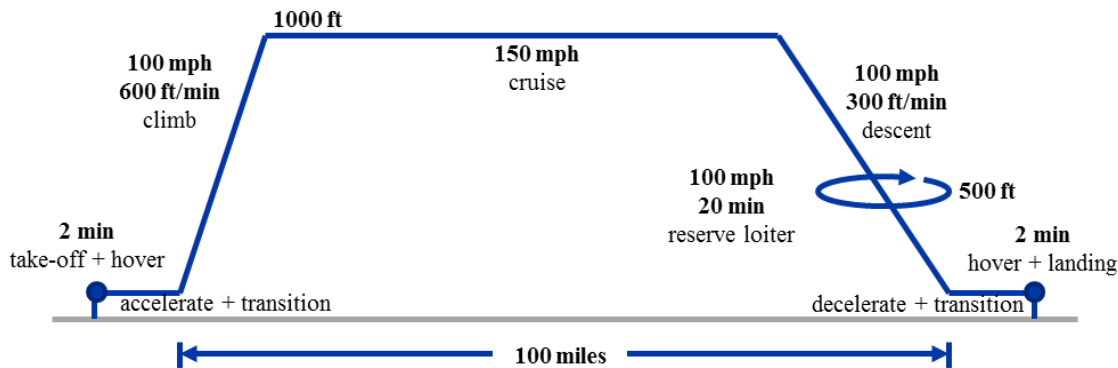 1000 ft
100 mph
600 ft/min
climb
150 mph
cruise
100 mph
300 ft/min
descent
100 mph
20 min
reserve loiter
500 ft
2 min
take-off + hover
2 min
hover + landing
accelerate + transition
decelerate + transition
100 miles